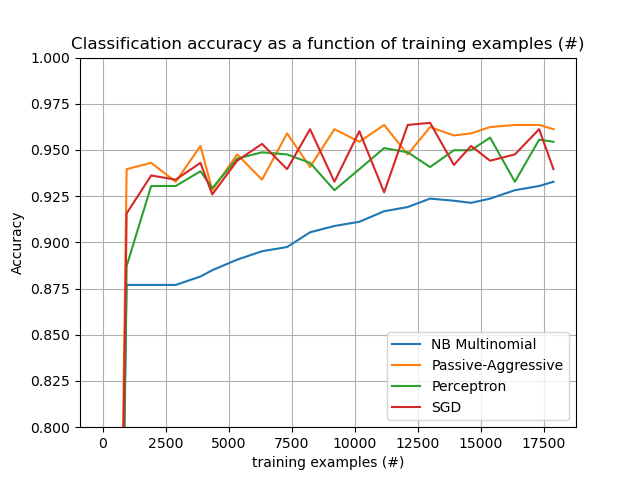 Classification accuracy as a function of training examples (#)
1.000
0.975
0.950
0.925
0.900
0.875
0.850
0.825
0.800
Accuracy
NB Multinomial
Passive-Aggressive
Perceptron
SGD
0 2500 5000 7500 10000 12500 15000 17500
training examples (#)